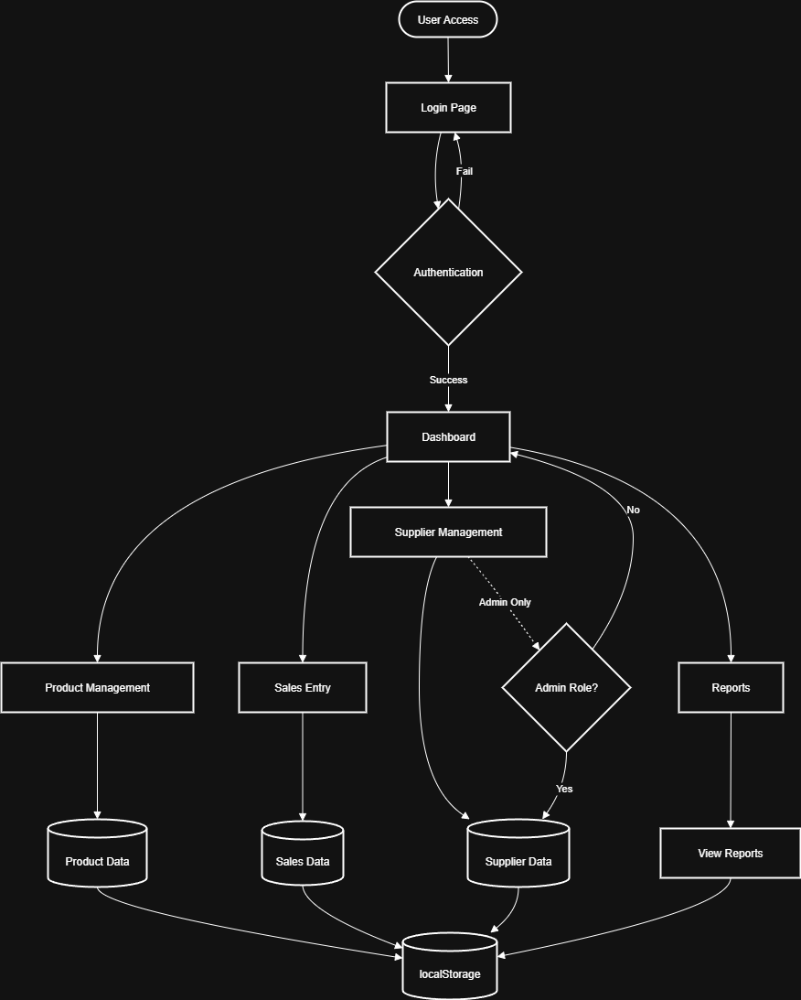 User Access
Login Page
Fail
Authentication
Success
Dashboard
No
Supplier Management
Admin Only
Product Management
Sales Entry
Admin Role?
Reports
Yes
Product Data
Sales Data
Supplier Data
View Reports
localStorage